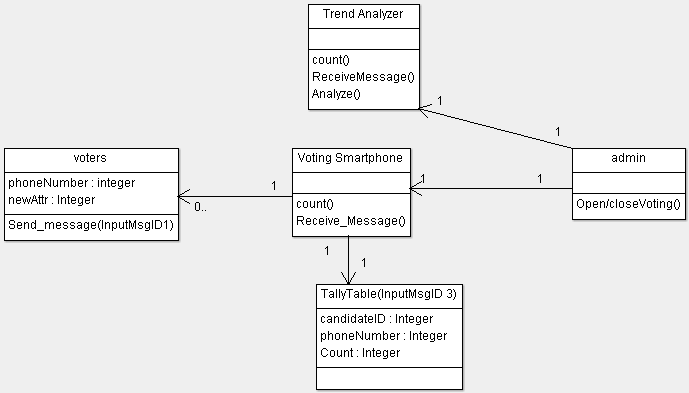 Trend Analyzer
count()
ReceiveMessage()
Analyze()
1
1
voters
phoneNumber : integer
newAttr : Integer
Send_message(InputMsgID1)
1
0..
Voting Smartphone
count()
Receive_Message()
1
1
admin
Open/closeVoting()
1
1
TallyTable(InputMsgID 3)
candidateID : Integer
phoneNumber : Integer
Count : Integer